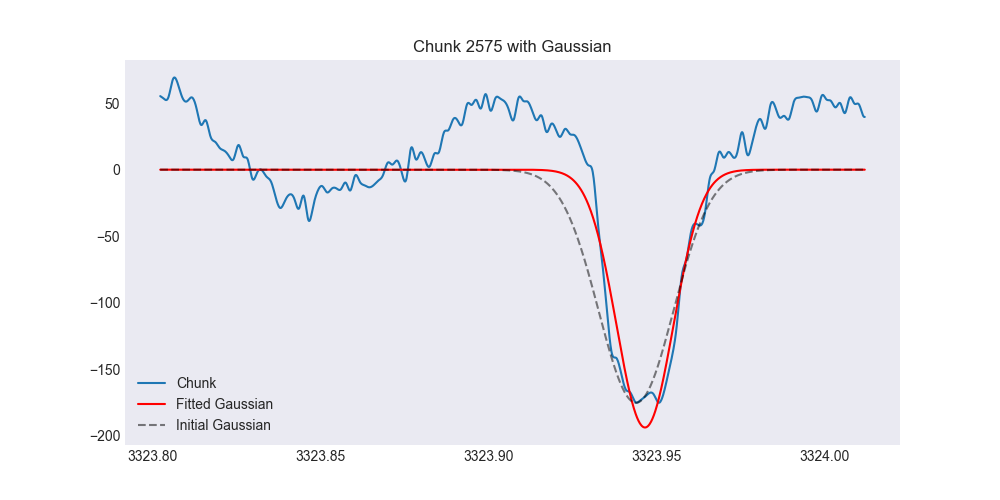 Chunk 2575 with Gaussian
50
0
−50
−100
−150
−200
Chunk
Fitted Gaussian
Initial Gaussian
3323.80 3323.85 3323.90 3323.95 3324.00